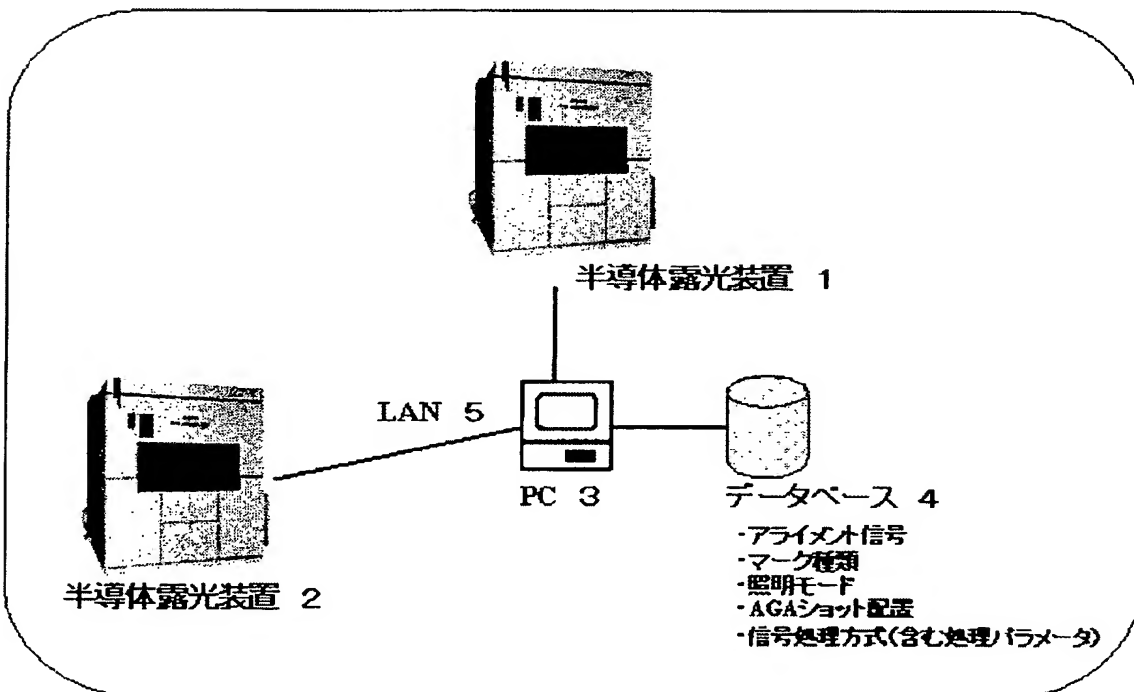 半導体露光装置 1
LAN 5
PC 3
データベース 4
・アライメント信号
・マーク種類
・照明モード
・AGAショット配置
・信号処理方式(含む処理パラメータ)
半導体露光装置 2